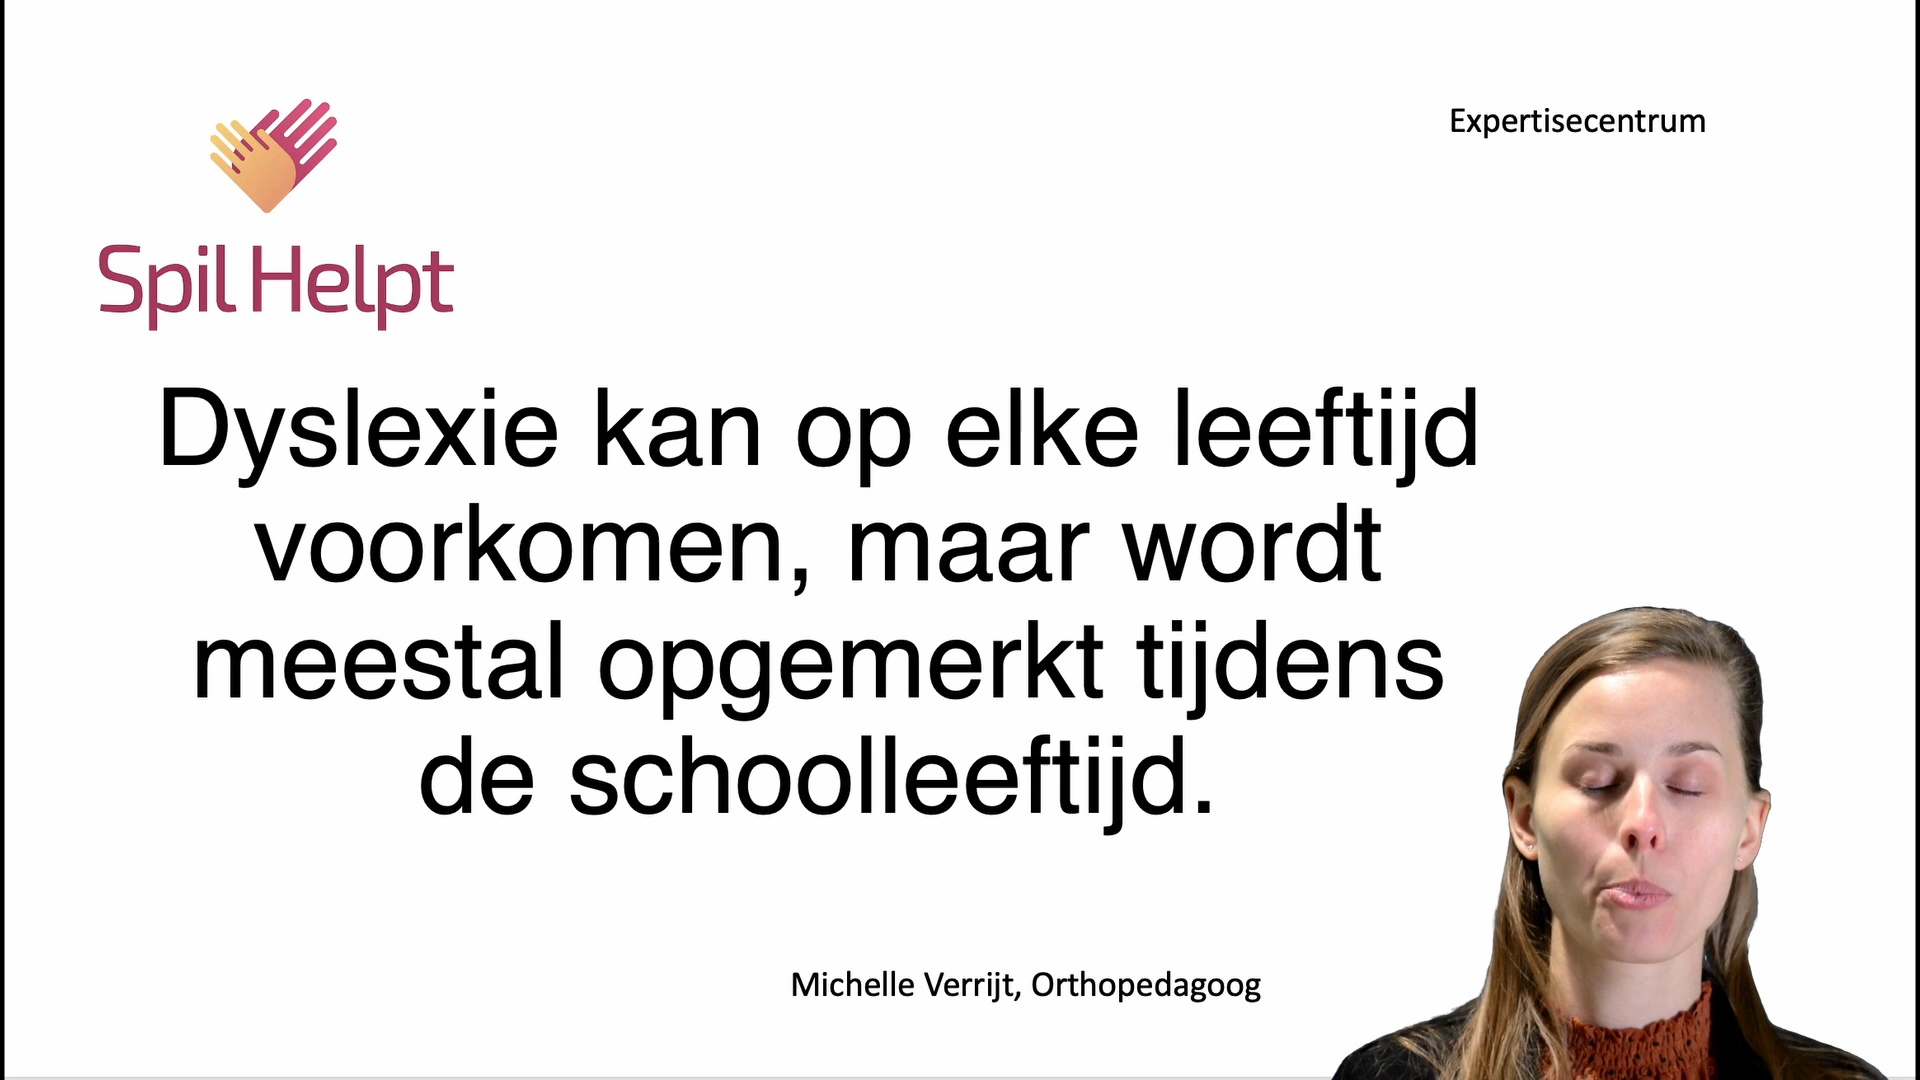 Expertisecentrum
Spil Helpt
Dyslexie kan op elke leeftijd
voorkomen, maar wordt
meestal opgemerkt tijdens
de schoolleeftijd.
Michelle Verrijt, Orthopedagoog